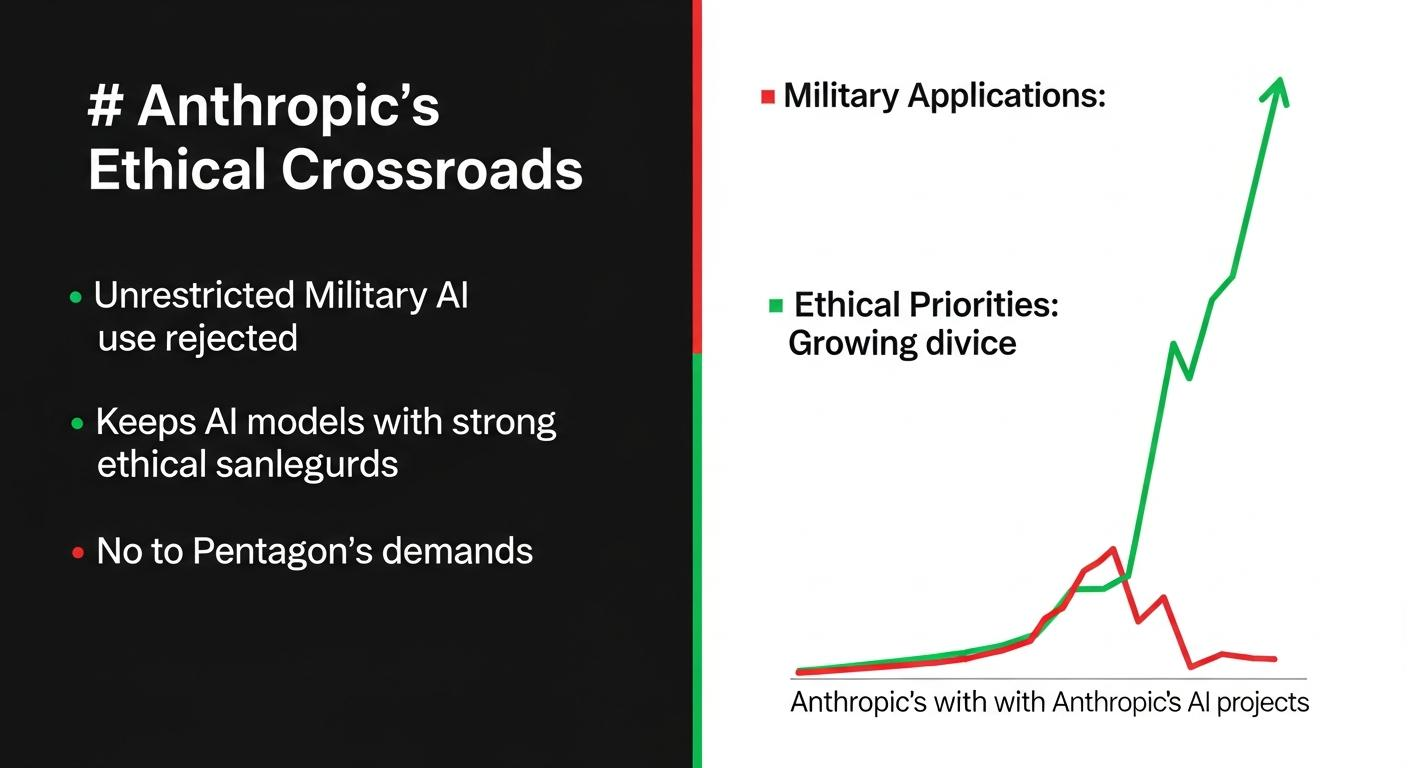 # Anthropic's
Ethical Crossroads
• Unrestricted Military AI
use rejected
• Keeps AI models with strong
ethical sanlegurds
• No to Pentagon's demands
Military Applications:
Ethical Priorities:
Growing divice
Anthropic's with with Anthropic's AI projects